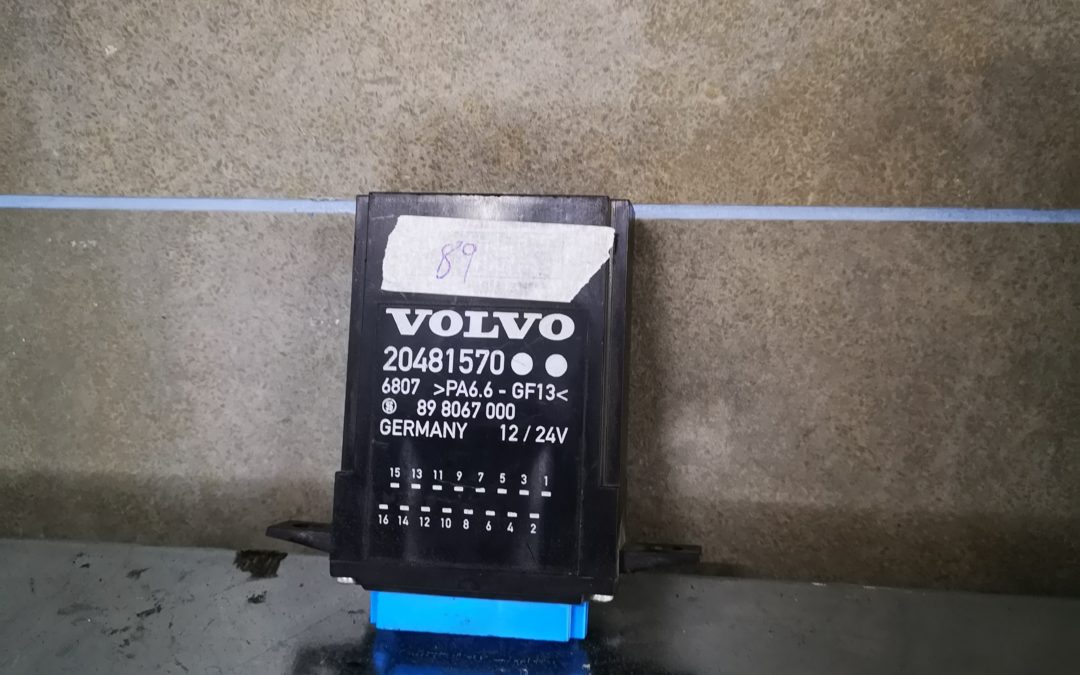 89
VOLVO
20481570
6807 >PA6.6 - GF13<
89 8067 000
GERMANY 12 / 24V
15 13 11 9 7 5 3 1
16 14 12 10 8 6 4 2